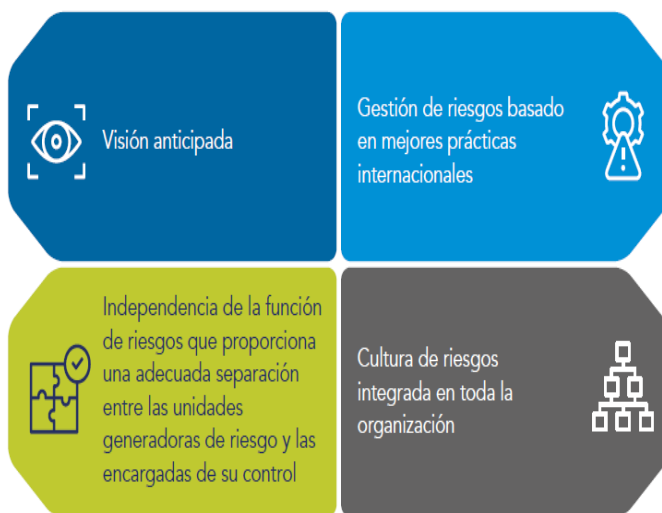 Visión anticipada
Gestión de riesgos basado
en mejores prácticas
internacionales
Independencia de la función
de riesgos que proporciona
una adecuada separación
entre las unidades
generadoras de riesgo y las
encargadas de su control
Cultura de riesgos
integrada en toda la
organización